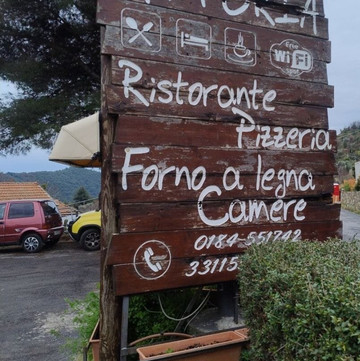 Free
WiFi
Ristorante
Pizzeria
Forno a legna
Camere
0184-551742
33115